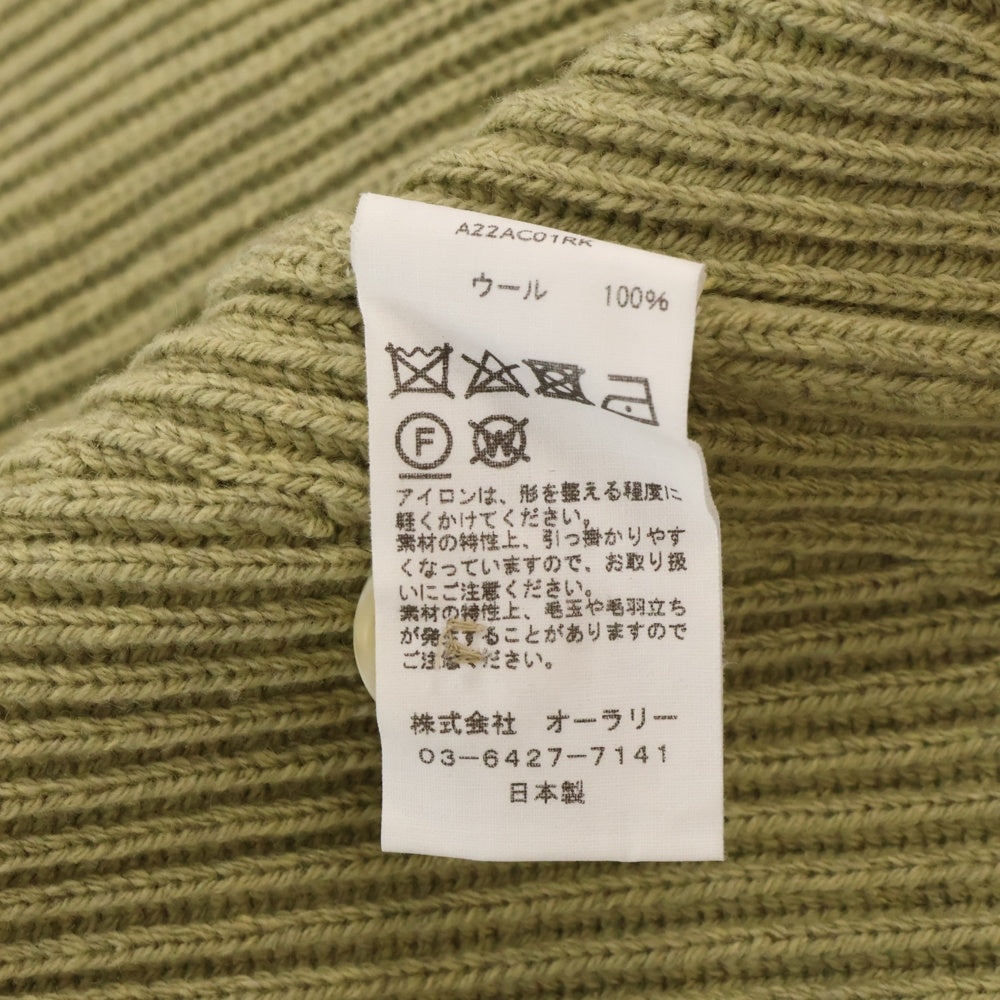 A22AC01RK
ウール 100%
F
W
アイロンは、形を整える程度に
軽くかけてください。
素材の特性上、引っ掛かりやす
くなっていますので、お取り扱
いにご注意ください。
素材の特性上、毛玉や毛羽立ち
が発生することがありますので
ご注意ください。
株式会社 オーラリー
03-6427-7141
日本製